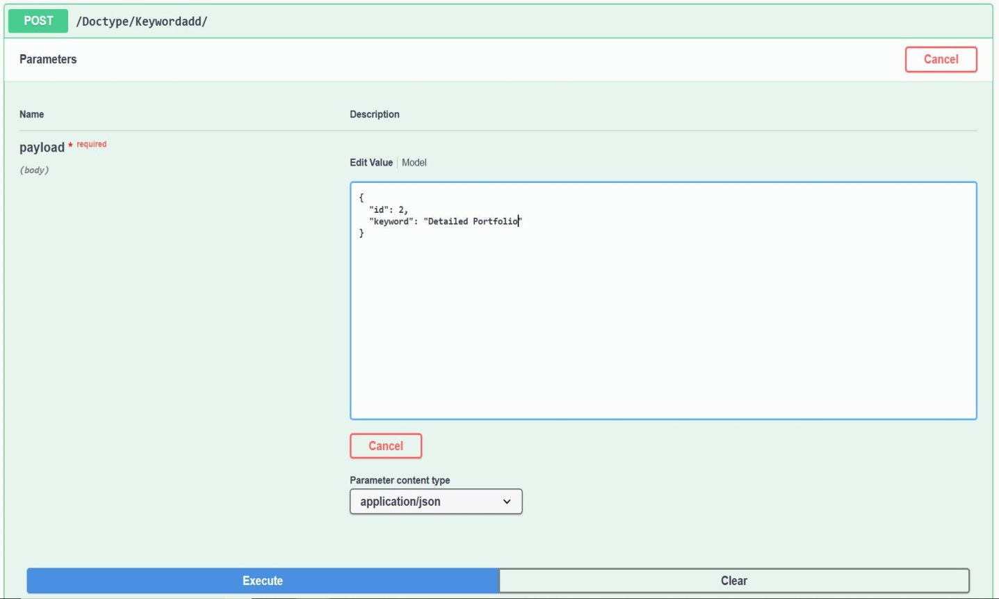 POST /Doctype/Keywordadd/
Parameters Cancel
Name Description
payload * required
(body)
Edit Value Model
{
  "id": 2,
  "keyword": "Detailed Portfolio"
}
Cancel
Parameter content type
application/json
Execute Clear